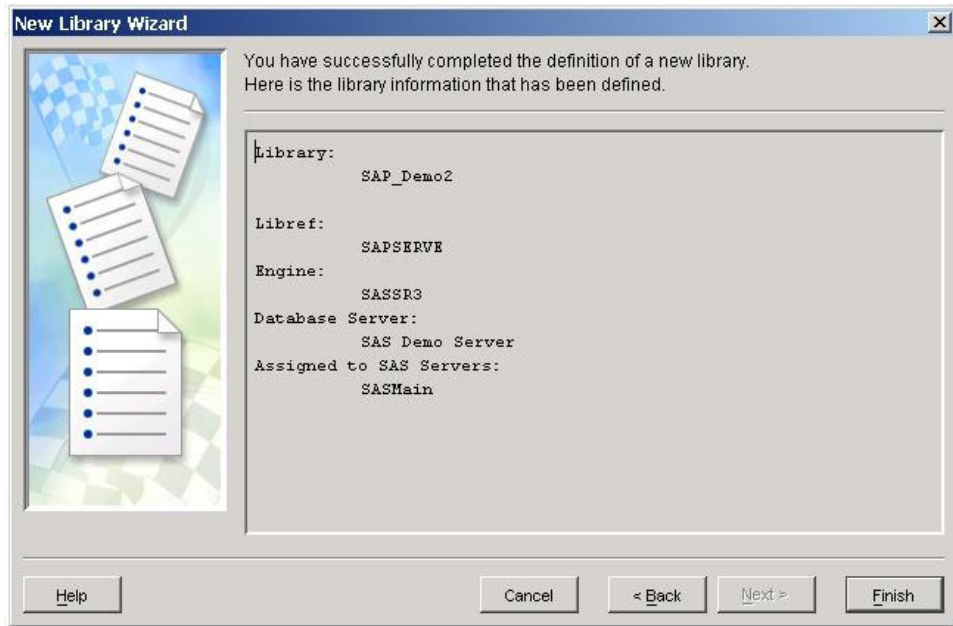 New Library Wizard
You have successfully completed the definition of a new library.
Here is the library information that has been defined.
Library:
SAP_Demo2
Libref:
SAPSERVE
Engine:
SASSR3
Database Server:
SAS Demo Server
Assigned to SAS Servers:
SASMain
Help
Cancel
< Back
Next >
Finish